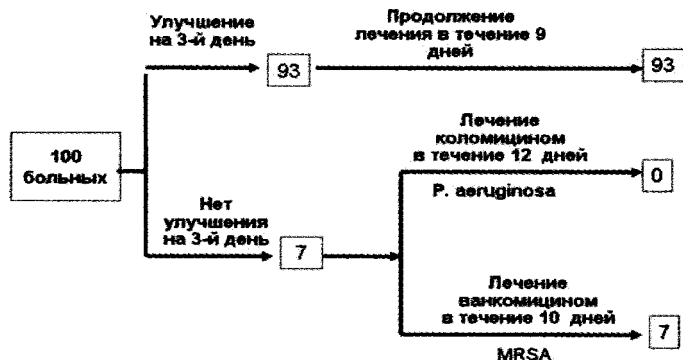 Улучшение
на 3-й день
93
Продолжение
лечения в течение 9
дней
93
100
больных
Нет
улучшения
на 3-й день
7
Лечение
коломицином
в течение 12 дней
P. aeruginosa
0
Лечение
ванкомицином
в течение 10 дней
MRSA
7